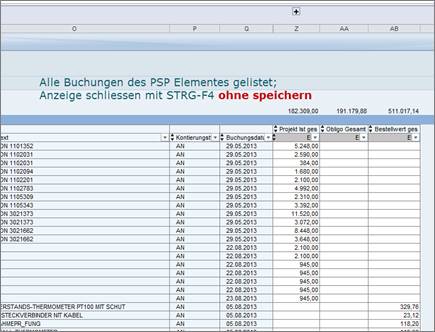 O P Q Z AA AB
Alle Buchungen des PSP Elementes gelistet;
Anzeige schliessen mit STRG-F4 ohne speichern
182.309,00 191.179,88 511.017,14
Projekt Ist ges Obligo Gesamt Bestellwert ges
ext Kontierungst Buchungsdat E E E
ON 1101352 AN 29.05.2013 5.248,00
ON 1102031 AN 29.05.2013 2.590,00
ON 1102031 AN 29.05.2013 384,00
ON 1102094 AN 29.05.2013 1.680,00
ON 1102201 AN 29.05.2013 2.100,00
ON 1102783 AN 29.05.2013 4.992,00
ON 1105309 AN 29.05.2013 2.310,00
ON 1105343 AN 29.05.2013 3.392,00
ON 3021373 AN 29.05.2013 11.520,00
ON 3021373 AN 29.05.2013 3.072,00
ON 3021662 AN 29.05.2013 8.448,00
ON 3021662 AN 29.05.2013 3.648,00
AN 22.08.2013 2.100,00
AN 22.08.2013 2.100,00
AN 22.08.2013 945,00
AN 22.08.2013 945,00
AN 22.08.2013 945,00
AN 23.08.2013 945,00
ERSTANDS-THERMOMETER PT100 MIT SCHUT AN 05.08.2013 329,76
STECKVERBINDER NIT KABEL AN 05.08.2013 23,12
AHMEPR_FUNG AN 05.08.2013 118,20